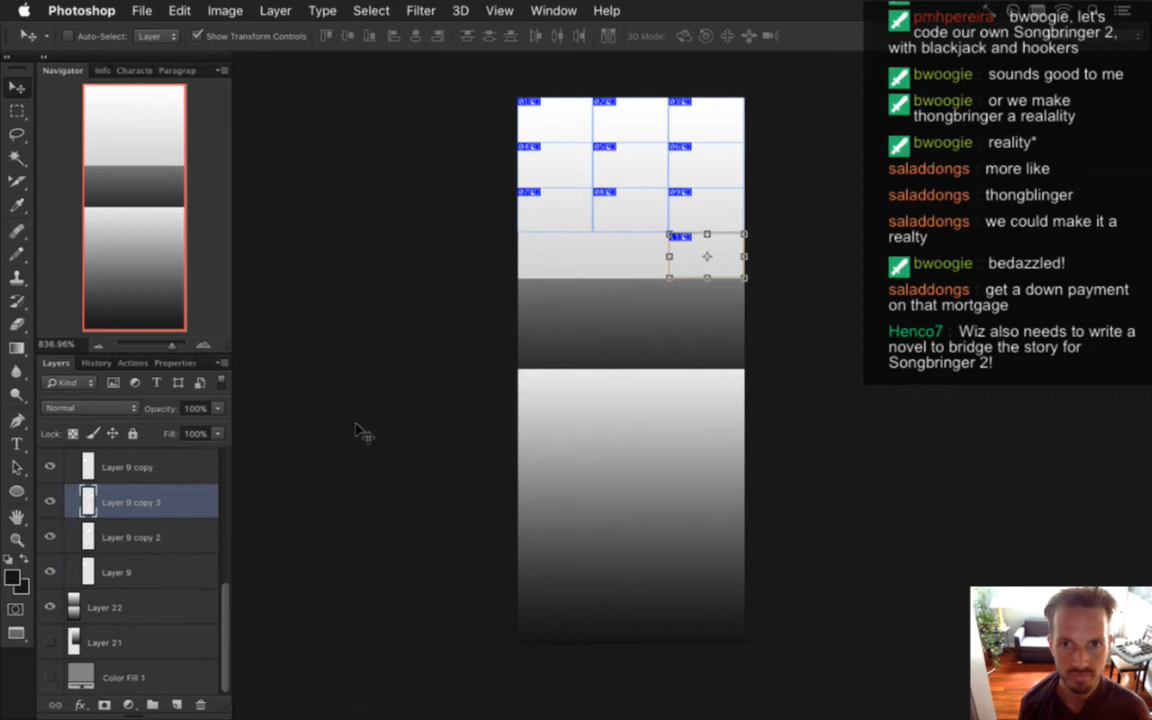 Photoshop File Edit Image Layer Type Select Filter 3D View Window Help
Auto-Select: Layer Show Transform Controls 3D Mode:
Navigator Info Characte Paragrap
836.96%
Layers History Actions Properties
Kind
Normal Opacity: 100%
Lock: Fill: 100%
Layer 9 copy
Layer 9 copy 3
Layer 9 copy 2
Layer 9
Layer 22
Layer 21
Color Fill 1
fx
pmhpereira: bwoogie, let's
code our own Songbringer 2,
with blackjack and hookers
bwoogie: sounds good to me
bwoogie: or we make
thongbringer a realality
bwoogie: reality*
saladdongs: more like
saladdongs: thongblinger
saladdongs: we could make it a
realty
bwoogie: bedazzled!
saladdongs: get a down payment
on that mortgage
Henco7: Wiz also needs to write a
novel to bridge the story for
Songbringer 2!